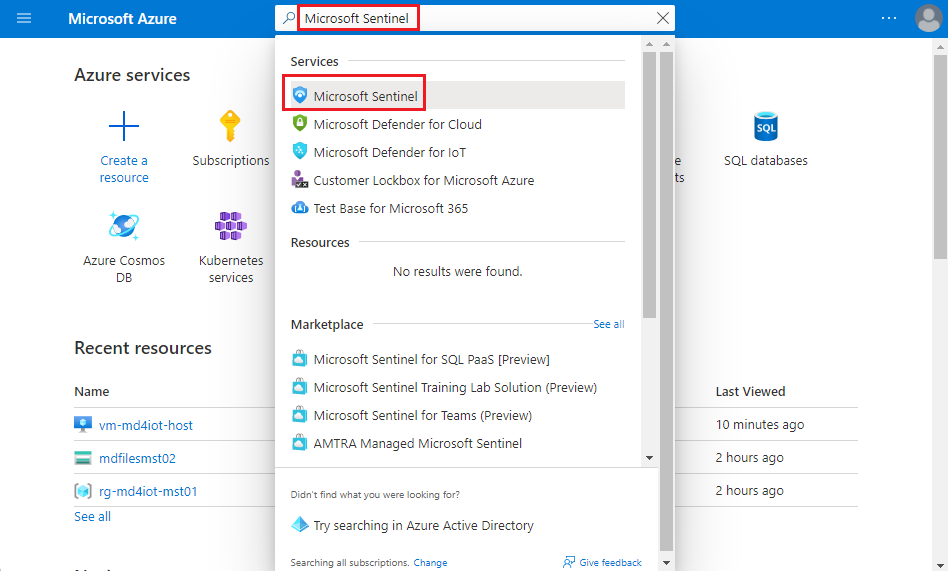 Microsoft Azure
Microsoft Sentinel
Services
Microsoft Sentinel
Microsoft Defender for Cloud
Microsoft Defender for IoT
Customer Lockbox for Microsoft Azure
Test Base for Microsoft 365
Resources
No results were found.
Marketplace
See all
Microsoft Sentinel for SQL PaaS [Preview]
Microsoft Sentinel Training Lab Solution (Preview)
Microsoft Sentinel for Teams (Preview)
AMTRA Managed Microsoft Sentinel
Didn't find what you were looking for?
Try searching in Azure Active Directory
Searching all subscriptions. Change
Give feedback
Azure services
Create a
resource
Subscriptions
SQL
SQL databases
Azure Cosmos
DB
Kubernetes
services
Recent resources
Name
Last Viewed
vm-md4iot-host
10 minutes ago
mdfilesmst02
2 hours ago
rg-md4iot-mst01
2 hours ago
See all